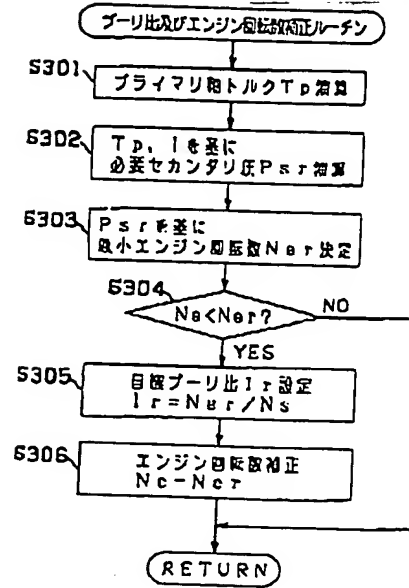 プーリ比及びエンジン回転数補正ルーチン
S301
プライマリ軸トルクTp演算
S302
Tp, iを基に
必要セカンダリ圧Psr演算
S303
Psrを基に
最小エンジン回転数Ner決定
S304
Ne<Ner?
NO
YES
S305
目標プーリ比ir設定
ir=Ner/Ns
S306
エンジン回転数補正
Ne=Ner
RETURN